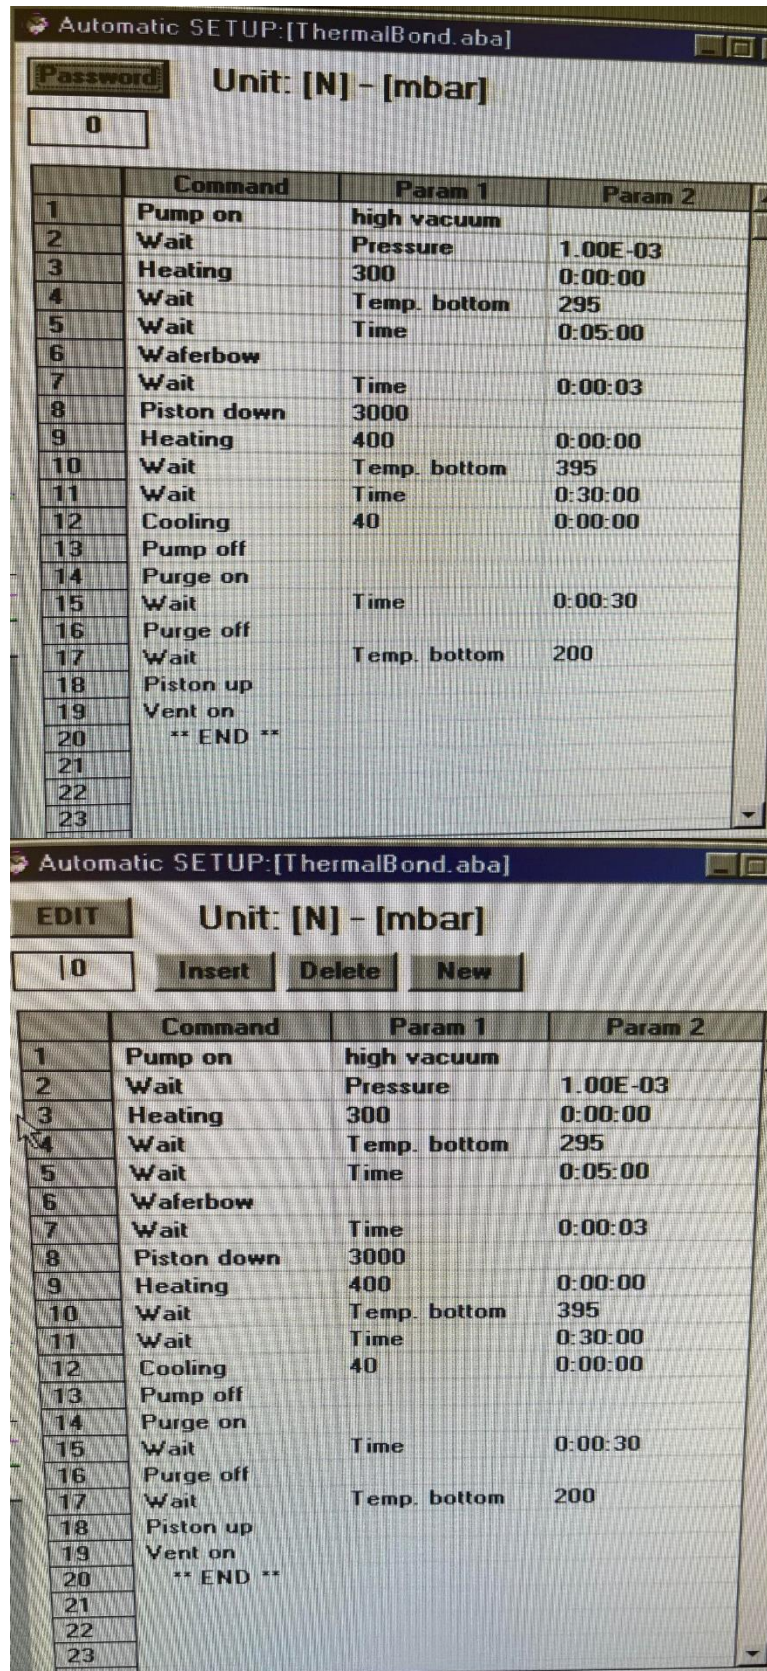 Automatic SETUP:[ThermalBond.aba]
Password Unit: [N] - [mbar]
0
Command Param 1 Param 2
1 Pump on high vacuum
2 Wait Pressure 1.00E-03
3 Heating 300 0:00:00
4 Wait Temp. bottom 295
5 Wait Time 0:05:00
6 Waferbow
7 Wait Time 0:00:03
8 Piston down 3000
9 Heating 400 0:00:00
10 Wait Temp. bottom 395
11 Wait Time 0:30:00
12 Cooling 40 0:00:00
13 Pump off
14 Purge on
15 Wait Time 0:00:30
16 Purge off
17 Wait Temp. bottom 200
18 Piston up
19 Vent on
20 ** END **
21
22
23
Automatic SETUP:[ThermalBond.aba]
EDIT Unit: [N] - [mbar]
0 Insert Delete New
Command Param 1 Param 2
1 Pump on high vacuum
2 Wait Pressure 1.00E-03
3 Heating 300 0:00:00
4 Wait Temp. bottom 295
5 Wait Time 0:05:00
6 Waferbow
7 Wait Time 0:00:03
8 Piston down 3000
9 Heating 400 0:00:00
10 Wait Temp. bottom 395
11 Wait Time 0:30:00
12 Cooling 40 0:00:00
13 Pump off
14 Purge on
15 Wait Time 0:00:30
16 Purge off
17 Wait Temp. bottom 200
18 Piston up
19 Vent on
20 ** END **
21
22
23